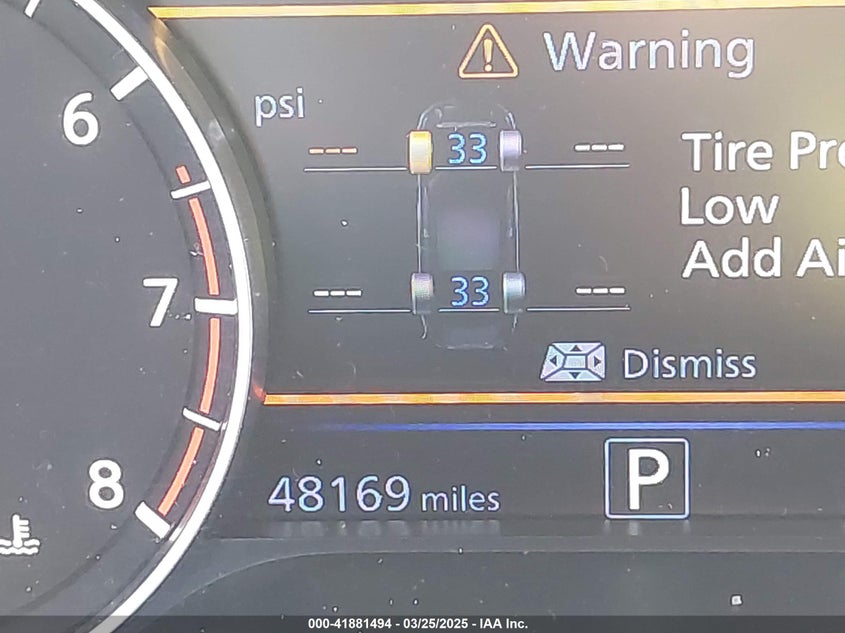 Warning
psi
6
--- 33 ---
Tire Pre
Low
Add Ai
7
--- 33 ---
Dismiss
8
48169 miles
P
000-41881494 - 03/25/2025 - IAA Inc.